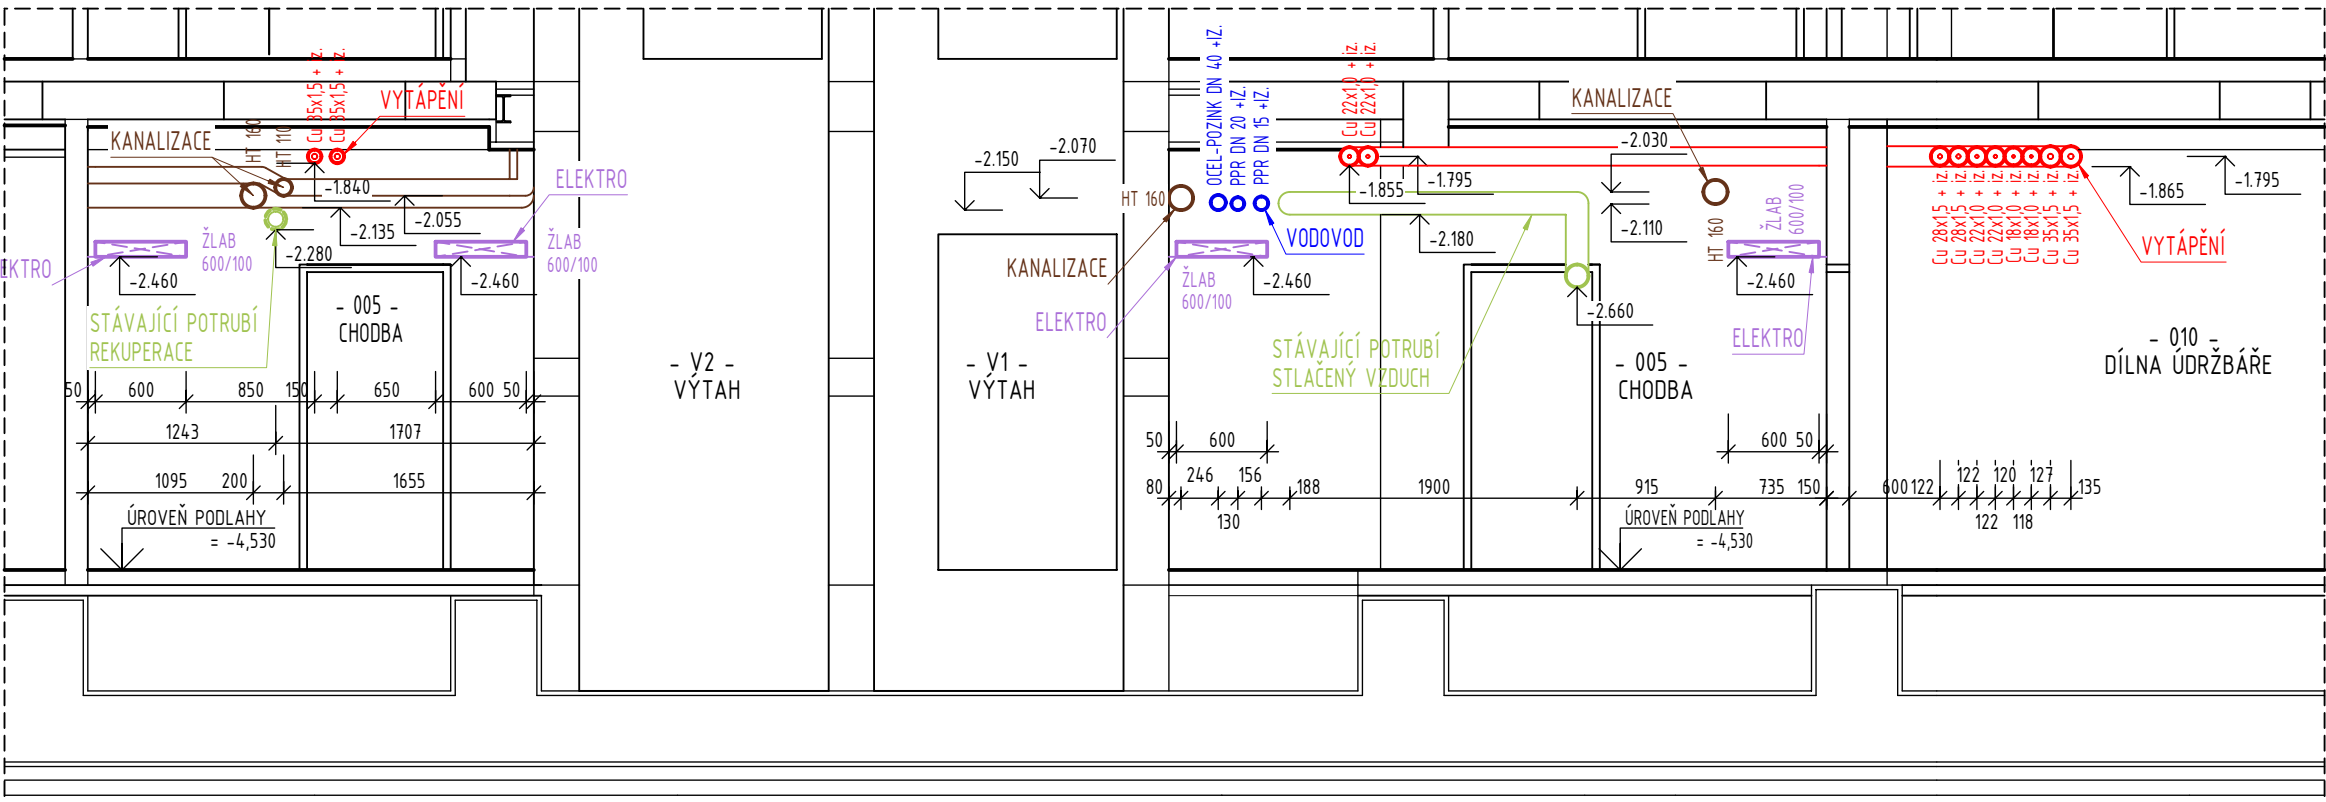 Cu 35x1,5 + iz.
Cu 35x1,5 + iz.
VYTÁPĚNÍ
KANALIZACE
HT 160
HT 110
-1.840
-2.055
-2.135
-2.280
ELEKTRO
ŽLAB
600/100
ŽLAB
600/100
EKTRO
-2.460
-2.460
STÁVAJÍCÍ POTRUBÍ
REKUPERACE
- 005 -
CHODBA
50
600
850
150
650
600
50
1243
1707
1095
200
1655
ÚROVEŇ PODLAHY
= -4,530
- V2 -
VÝTAH
- V1 -
VÝTAH
-2.150
-2.070
OCEL-POZINK DN 40 +IZ.
PPR DN 20 +IZ.
PPR DN 15 +IZ.
HT 160
KANALIZACE
ELEKTRO
VODOVOD
ŽLAB
600/100
-2.460
Cu 22x1,0 + iz.
Cu 22x1,0 + iz.
-1.855
-1.795
-2.180
STÁVAJÍCÍ POTRUBÍ
STLAČENÝ VZDUCH
-2.660
KANALIZACE
-2.030
-2.110
HT 160
ŽLAB
600/100
-2.460
ELEKTRO
- 005 -
CHODBA
Cu 28x1,5 + iz.
Cu 28x1,5 + iz.
Cu 22x1,0 + iz.
Cu 22x1,0 + iz.
Cu 18x1,0 + iz.
Cu 18x1,0 + iz.
Cu 35x1,5 + iz.
Cu 35x1,5 + iz.
-1.865
-1.795
VYTÁPĚNÍ
- 010 -
DÍLNA ÚDRŽBÁŘE
50
600
600
50
80
246
130
156
188
1900
915
735
150
600
122
122
122
120
118
127
135
ÚROVEŇ PODLAHY
= -4,530